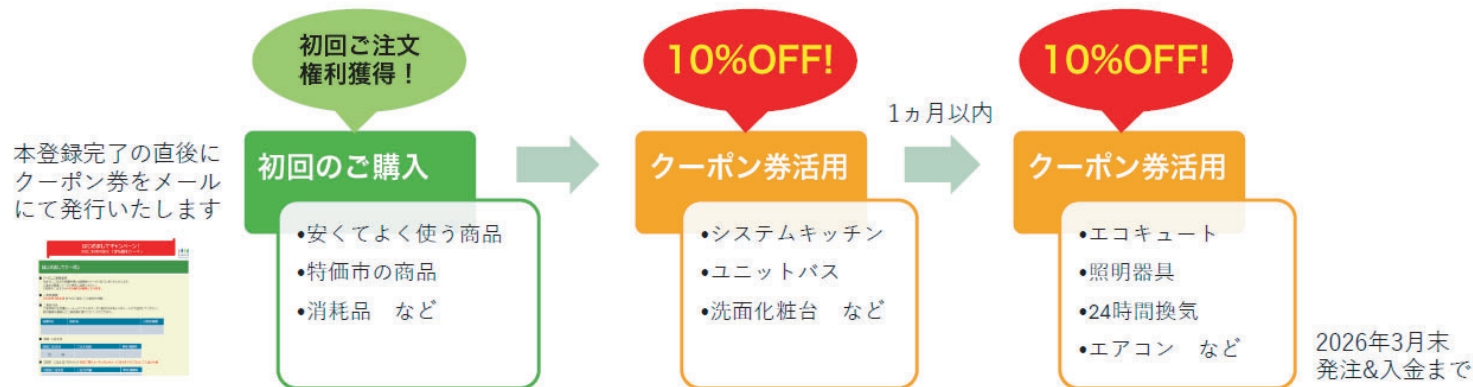 本登録完了の直後に
クーポン券をメール
にて発行いたします
初回ご注文
権利獲得！
初回のご購入
•安くてよく使う商品
•特価市の商品
•消耗品　など
10%OFF!
クーポン券活用
•システムキッチン
•ユニットバス
•洗面化粧台　など
1ヵ月以内
10%OFF!
クーポン券活用
•エコキュート
•照明器具
•24時間換気
•エアコン　など
2026年3月末
発注&入金まで